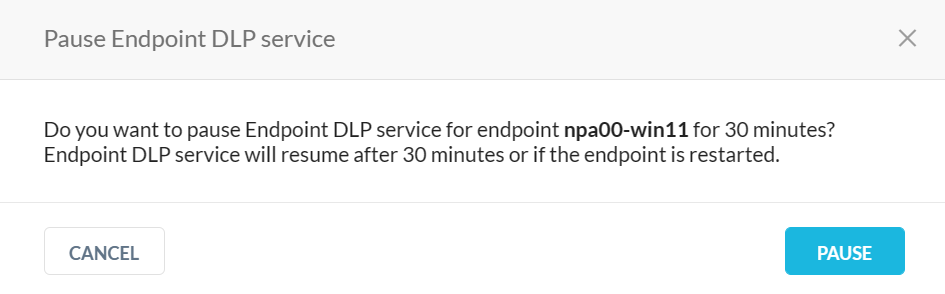 Pause Endpoint DLP service
Do you want to pause Endpoint DLP service for endpoint npa00-win11 for 30 minutes?
Endpoint DLP service will resume after 30 minutes or if the endpoint is restarted.
CANCEL
PAUSE